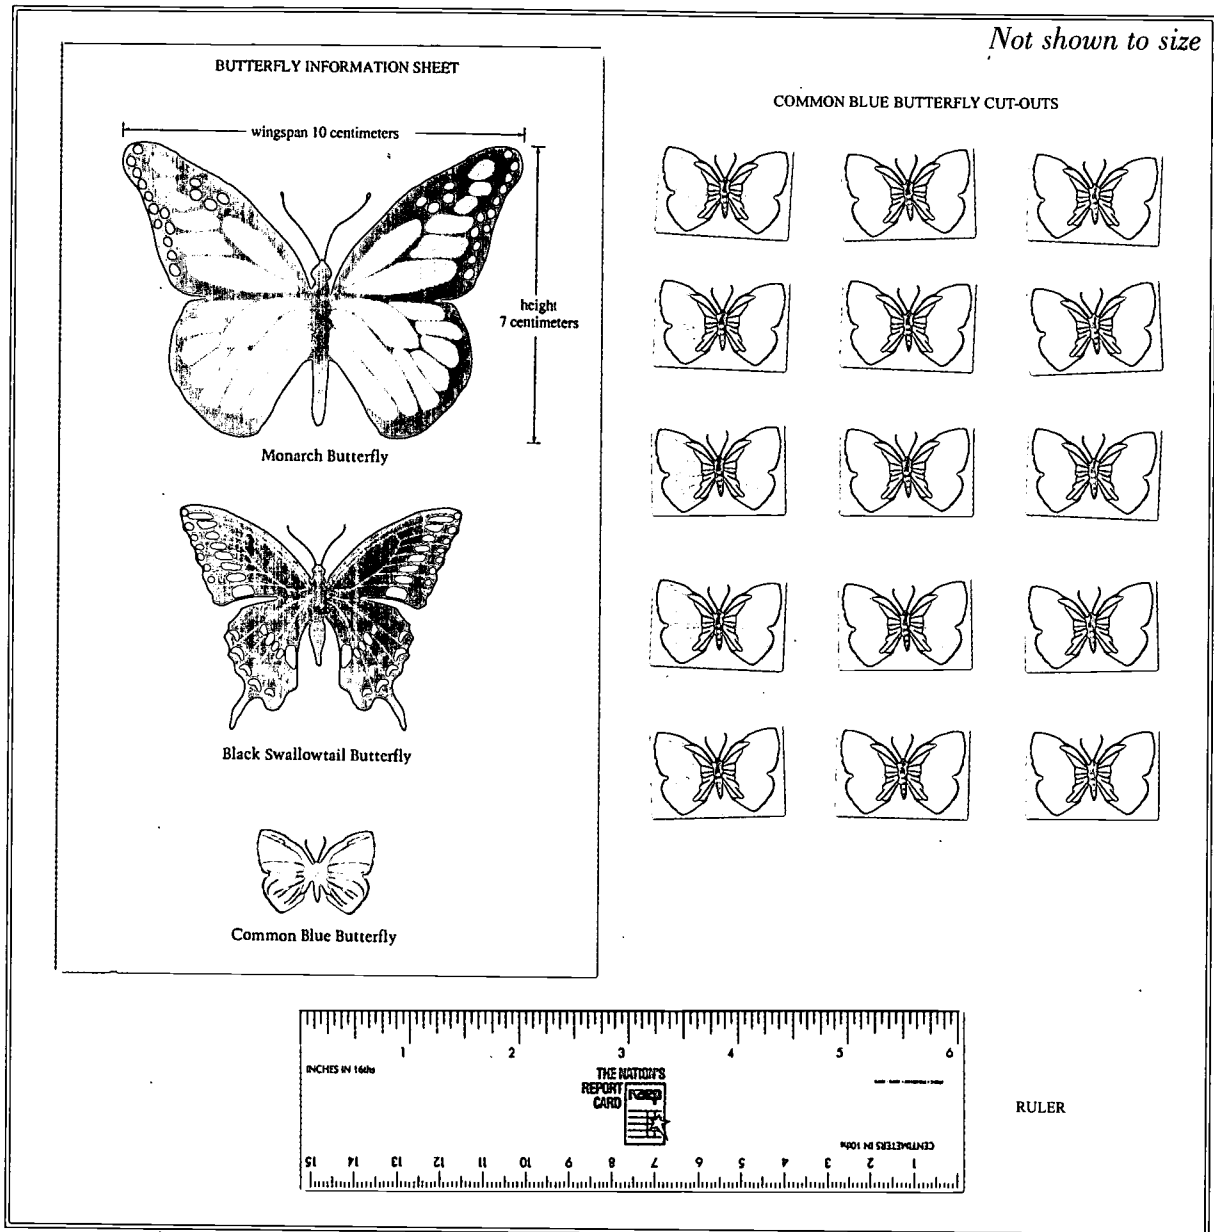 Not shown to size
BUTTERFLY INFORMATION SHEET
wingspan 10 centimeters
height
7 centimeters
Monarch Butterfly
Black Swallowtail Butterfly
Common Blue Butterfly
COMMON BLUE BUTTERFLY CUT-OUTS
1 2 3 4 5 6
INCHES IN 16ths
THE NATION'S
REPORT
CARD
naep
CENTIMETERS IN 10ths
15 14 13 12 11 10 9 8 7 6 5 4 3 2 1
RULER